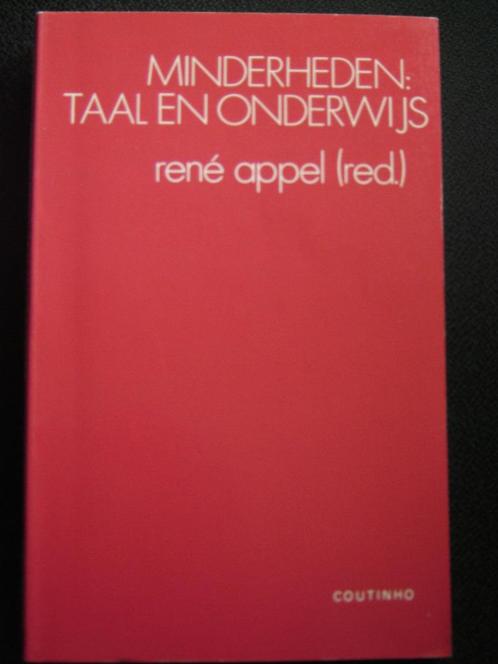 MINDERHEDEN:
TAAL EN ONDERWIJS
rené appel (red.)
COUTINHO